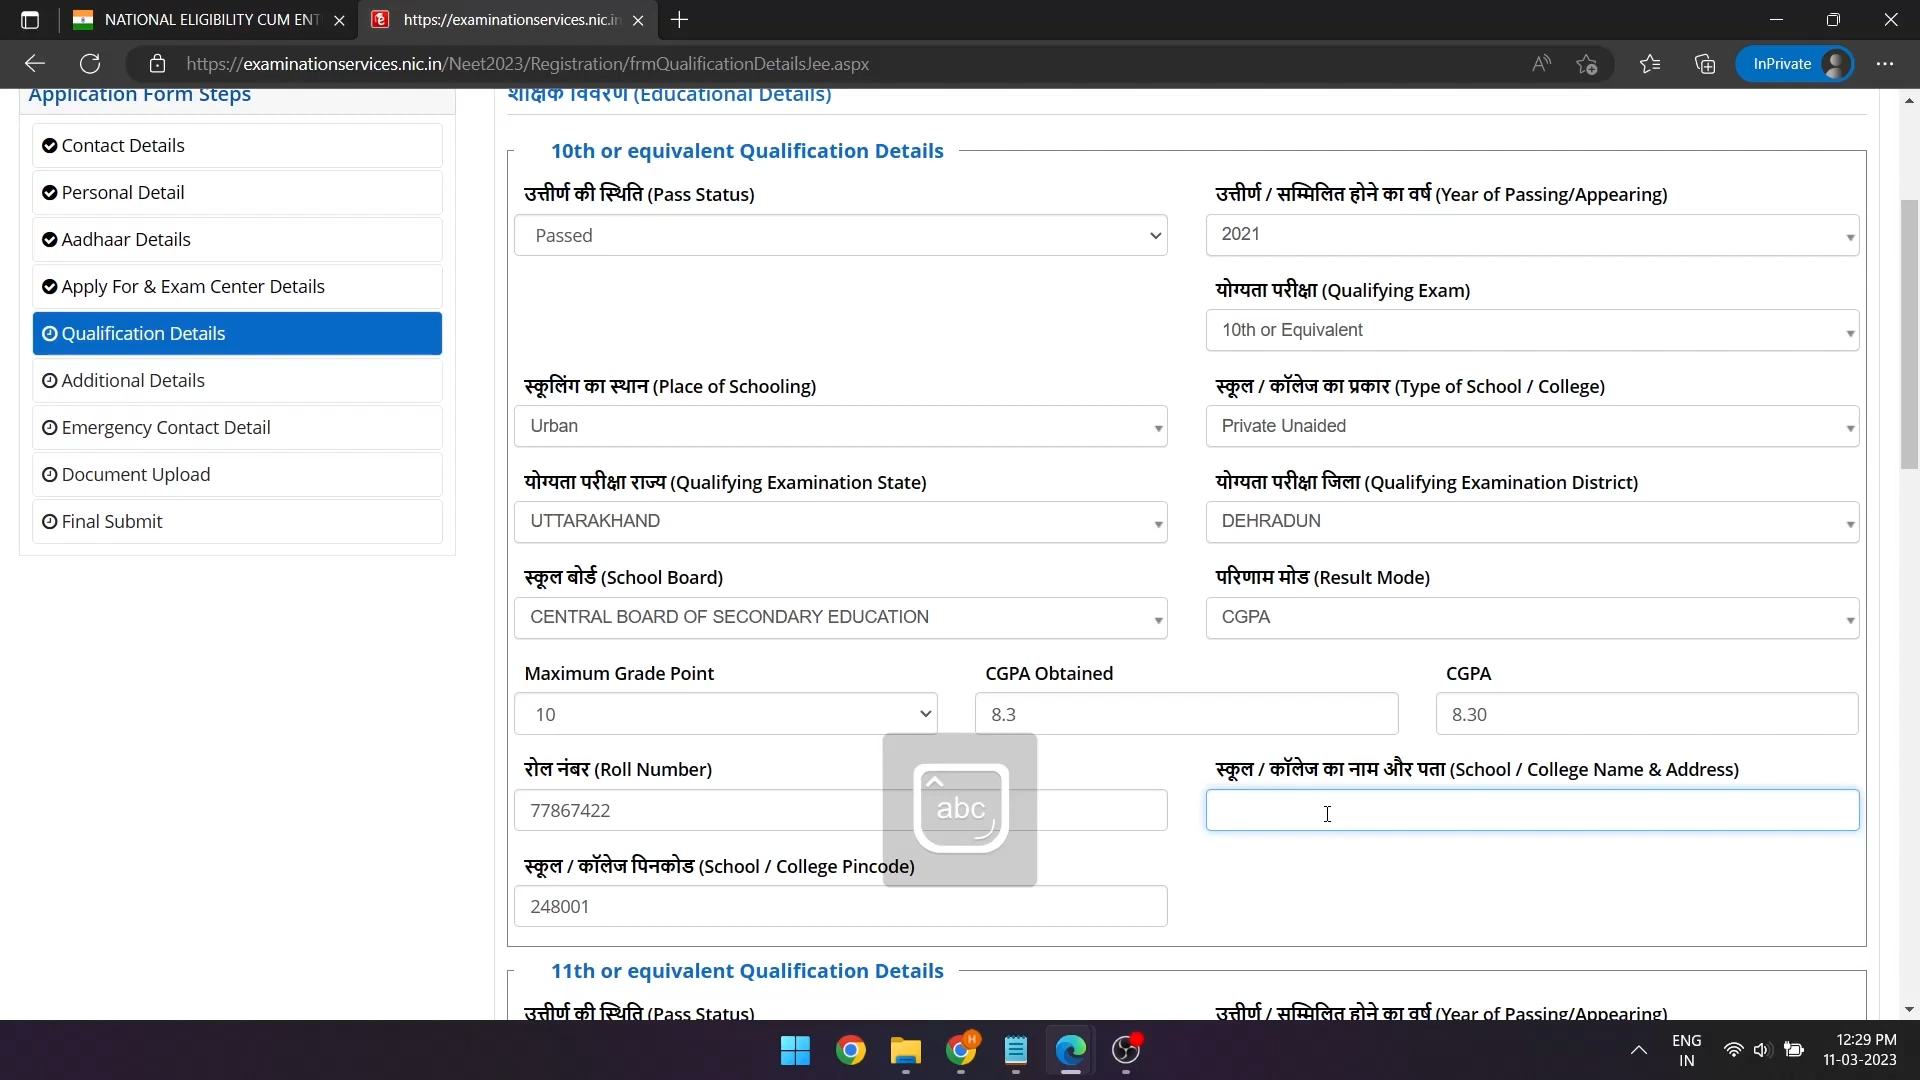 NATIONAL ELIGIBILITY CUM ENT
https://examinationservices.nic.in
https://examinationservices.nic.in/Neet2023/Registration/frmQualificationDetailsJee.aspx
InPrivate
Application Form Steps
Contact Details
Personal Detail
Aadhaar Details
Apply For & Exam Center Details
Qualification Details
Additional Details
Emergency Contact Detail
Document Upload
Final Submit
शैक्षिक विवरण (Educational Details)
10th or equivalent Qualification Details
उत्तीर्ण की स्थिति (Pass Status)
उत्तीर्ण / सम्मिलित होने का वर्ष (Year of Passing/Appearing)
Passed
2021
योग्यता परीक्षा (Qualifying Exam)
10th or Equivalent
स्कूलिंग का स्थान (Place of Schooling)
स्कूल / कॉलेज का प्रकार (Type of School / College)
Urban
Private Unaided
योग्यता परीक्षा राज्य (Qualifying Examination State)
योग्यता परीक्षा जिला (Qualifying Examination District)
UTTARAKHAND
DEHRADUN
स्कूल बोर्ड (School Board)
परिणाम मोड (Result Mode)
CENTRAL BOARD OF SECONDARY EDUCATION
CGPA
Maximum Grade Point
CGPA Obtained
CGPA
10
8.3
8.30
रोल नंबर (Roll Number)
स्कूल / कॉलेज का नाम और पता (School / College Name & Address)
77867422
abc
स्कूल / कॉलेज पिनकोड (School / College Pincode)
248001
11th or equivalent Qualification Details
उत्तीर्ण की स्थिति (Pass Status)
उत्तीर्ण / सम्मिलित होने का वर्ष (Year of Passing/Appearing)
H
ENG
IN
12:29 PM
11-03-2023